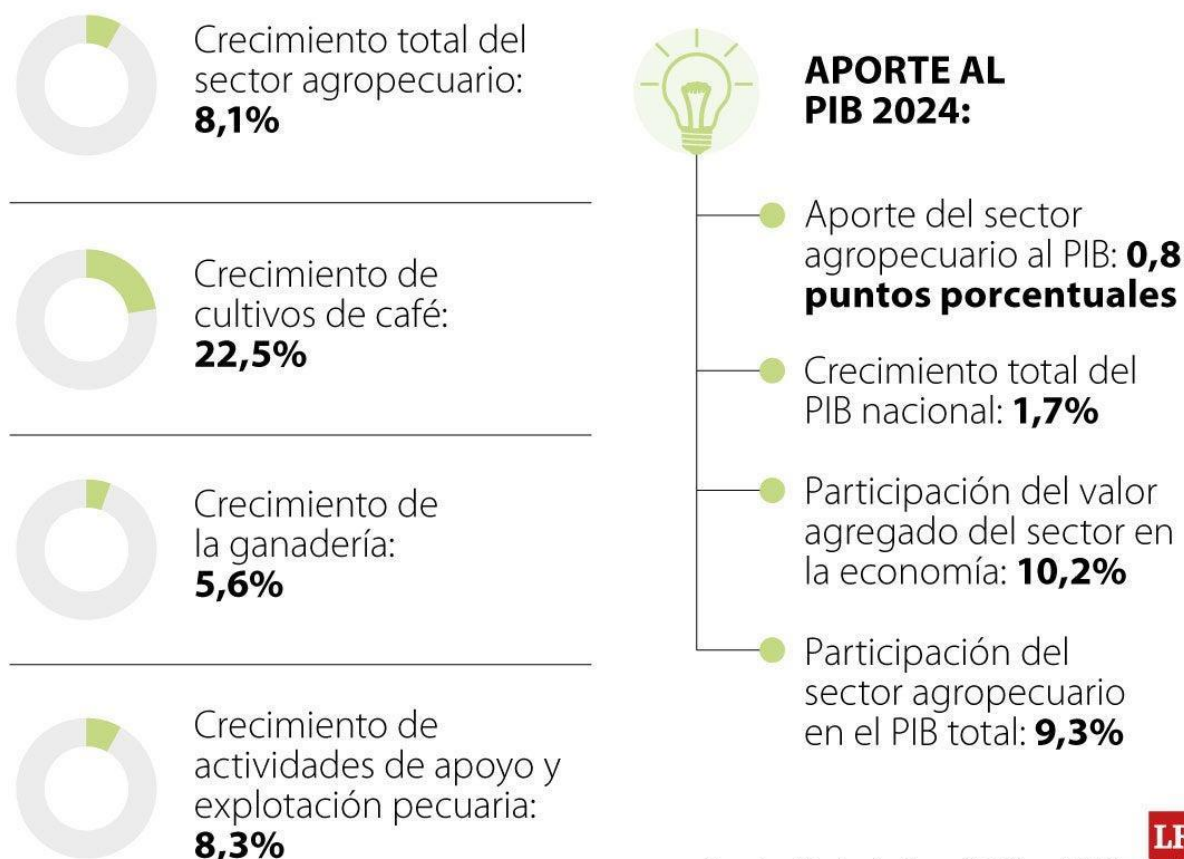 Crecimiento total del
sector agropecuario:
8,1%
Crecimiento de
cultivos de café:
22,5%
Crecimiento de
la ganadería:
5,6%
Crecimiento de
actividades de apoyo y
explotación pecuaria:
8,3%
APORTE AL
PIB 2024:
Aporte del sector
agropecuario al PIB: 0,8
puntos porcentuales
Crecimiento total del
PIB nacional: 1,7%
Participación del valor
agregado del sector en
la economía: 10,2%
Participación del
sector agropecuario
en el PIB total: 9,3%